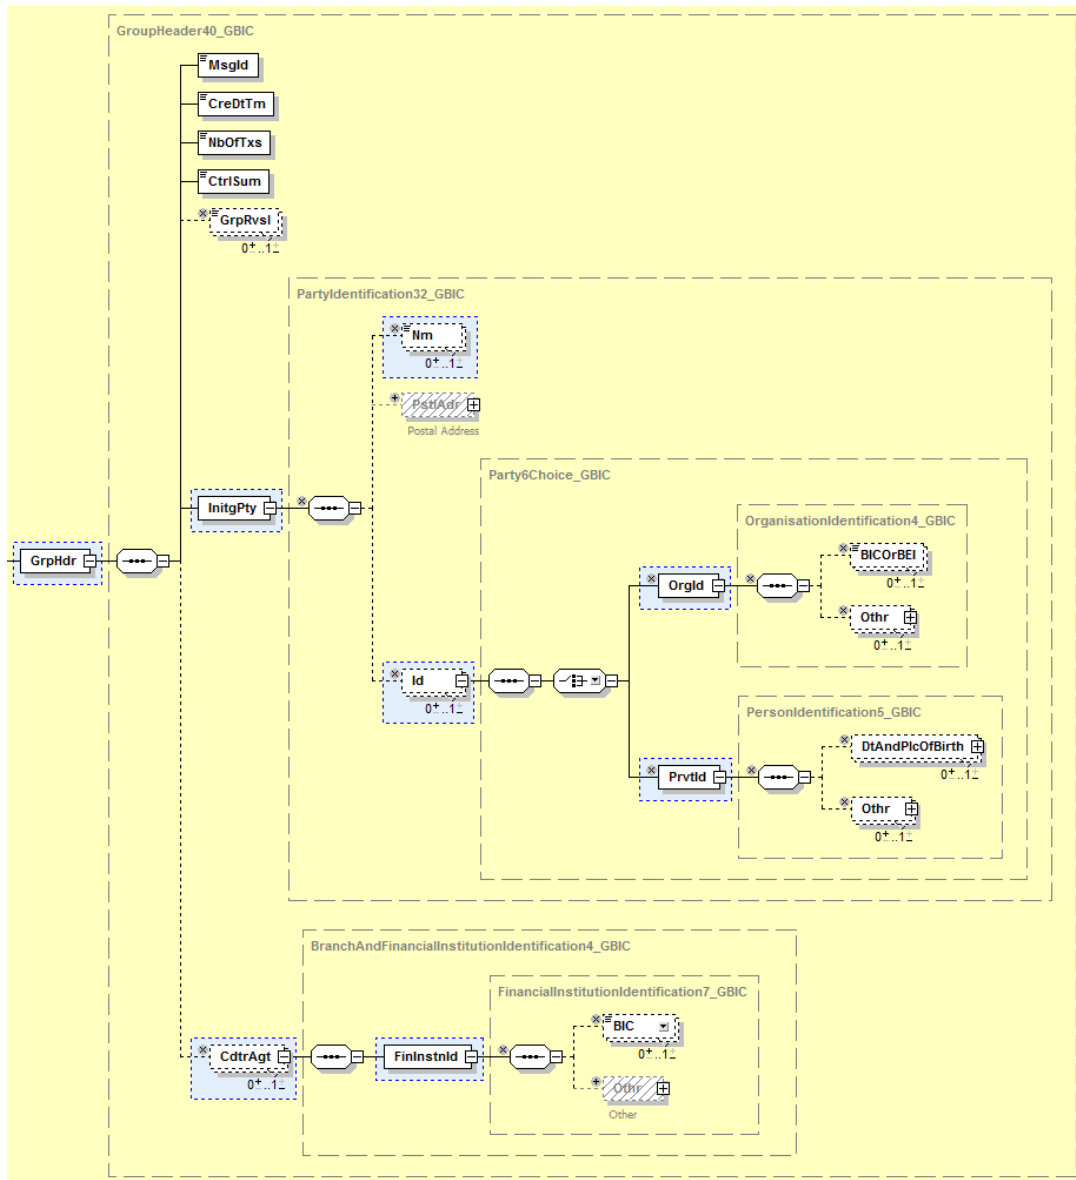 GroupHeader40_GBIC
MsgId
CreDtTm
NbOfTxs
CtrlSum
GrpRvsl
0..1
PartyIdentification32_GBIC
Nm
0..1
PstlAdr
Postal Address
Party6Choice_GBIC
InitgPty
OrganisationIdentification4_GBIC
BICOrBEI
0..1
GrpHdr
OrgId
Othr
0..1
Id
0..1
PersonIdentification5_GBIC
DtAndPlcOfBirth
0..1
PrvtId
Othr
0..1
BranchAndFinancialInstitutionIdentification4_GBIC
FinancialInstitutionIdentification7_GBIC
BIC
0..1
CdtrAgt
0..1
FinInstnId
Othr
Other